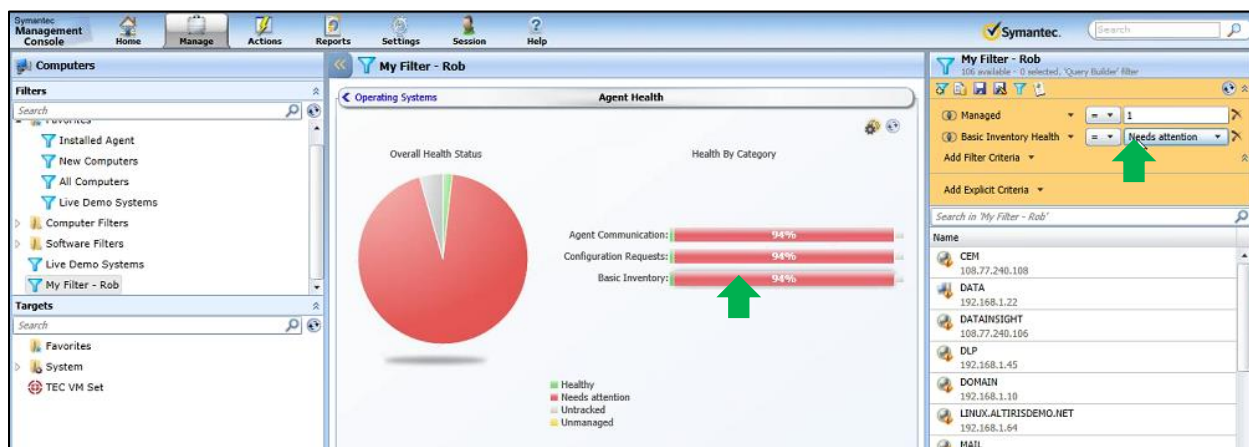 Symantec
Management
Console
Home
Manage
Actions
Reports
Settings
Session
Help
Symantec.
Search
Computers
Filters
Search
Favorites
Installed Agent
New Computers
All Computers
Live Demo Systems
Computer Filters
Software Filters
Live Demo Systems
My Filter - Rob
Targets
Search
Favorites
System
TEC VM Set
My Filter - Rob
Operating Systems
Agent Health
Overall Health Status
Health By Category
Agent Communication: 94%
Configuration Requests: 94%
Basic Inventory: 94%
Healthy
Needs attention
Untracked
Unmanaged
My Filter - Rob
106 available - 0 selected, 'Query Builder' filter
Managed = 1
Basic Inventory Health = Needs attention
Add Filter Criteria
Add Explicit Criteria
Search in 'My Filter - Rob'
Name
CEM
108.77.240.108
DATA
192.168.1.22
DATAINSIGHT
108.77.240.106
DLP
192.168.1.45
DOMAIN
192.168.1.10
LINUX.ALTIRISDEMO.NET
192.168.1.64
MAIL